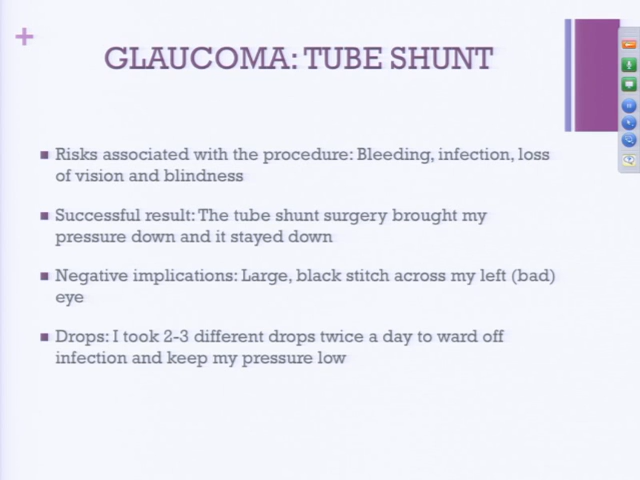 GLAUCOMA: TUBE SHUNT
Risks associated with the procedure: Bleeding, infection, loss
of vision and blindness
Successful result: The tube shunt surgery brought my
pressure down and it stayed down
Negative implications: Large, black stitch across my left (bad)
eye
Drops: I took 2-3 different drops twice a day to ward off
infection and keep my pressure low